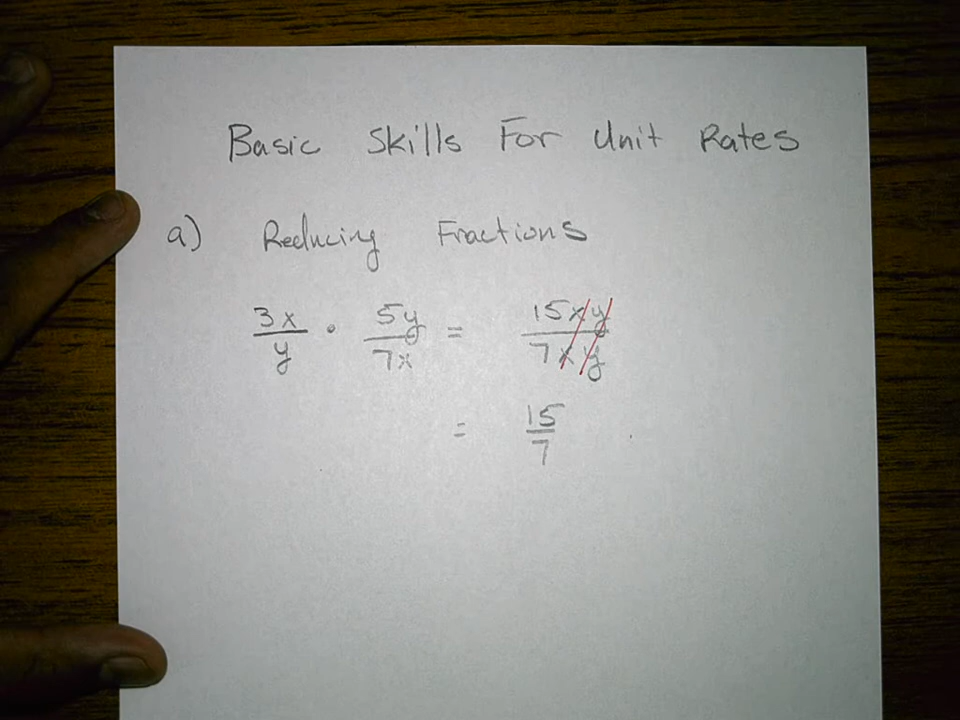 Basic Skills For Unit Rates
a) Reducing Fractions
3x/y · 5y/7x = 15xy/7xy
= 15/7